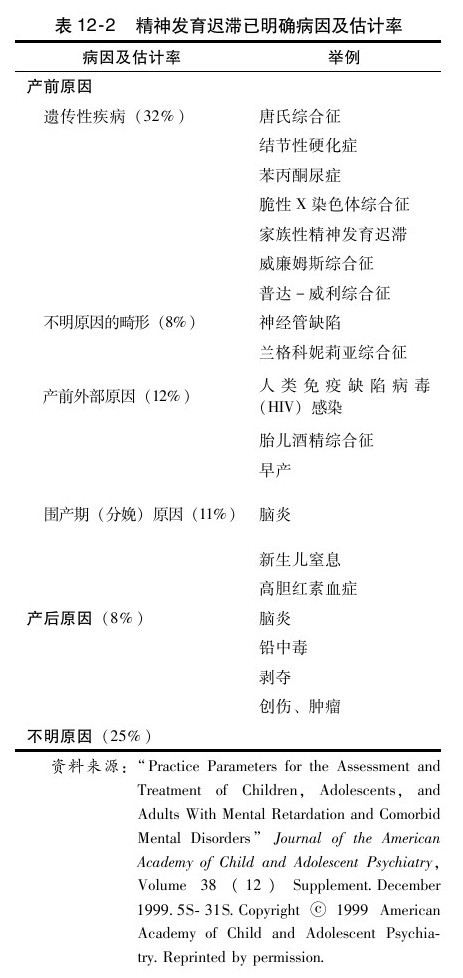 表 12-2 精神发育迟滞已明确病因及估计率
病因及估计率 举例
产前原因
遗传性疾病（32%） 唐氏综合征
结节性硬化症
苯丙酮尿症
脆性 X 染色体综合征
家族性精神发育迟滞
威廉姆斯综合征
普达－威利综合征
不明原因的畸形（8%） 神经管缺陷
兰格科妮莉亚综合征
产前外部原因（12%） 人类免疫缺陷病毒
（HIV）感染
胎儿酒精综合征
早产
围产期（分娩）原因（11%） 脑炎
新生儿窒息
高胆红素血症
产后原因（8%） 脑炎
铅中毒
剥夺
创伤、肿瘤
不明原因（25%）
资料来源：“Practice Parameters for the Assessment and
Treatment of Children, Adolescents, and
Adults With Mental Retardation and Comorbid
Mental Disorders” Journal of the American
Academy of Child and Adolescent Psychiatry,
Volume 38 (12) Supplement. December
1999. 5S- 31S. Copyright ⓒ 1999 American
Academy of Child and Adolescent Psychia-
try. Reprinted by permission.